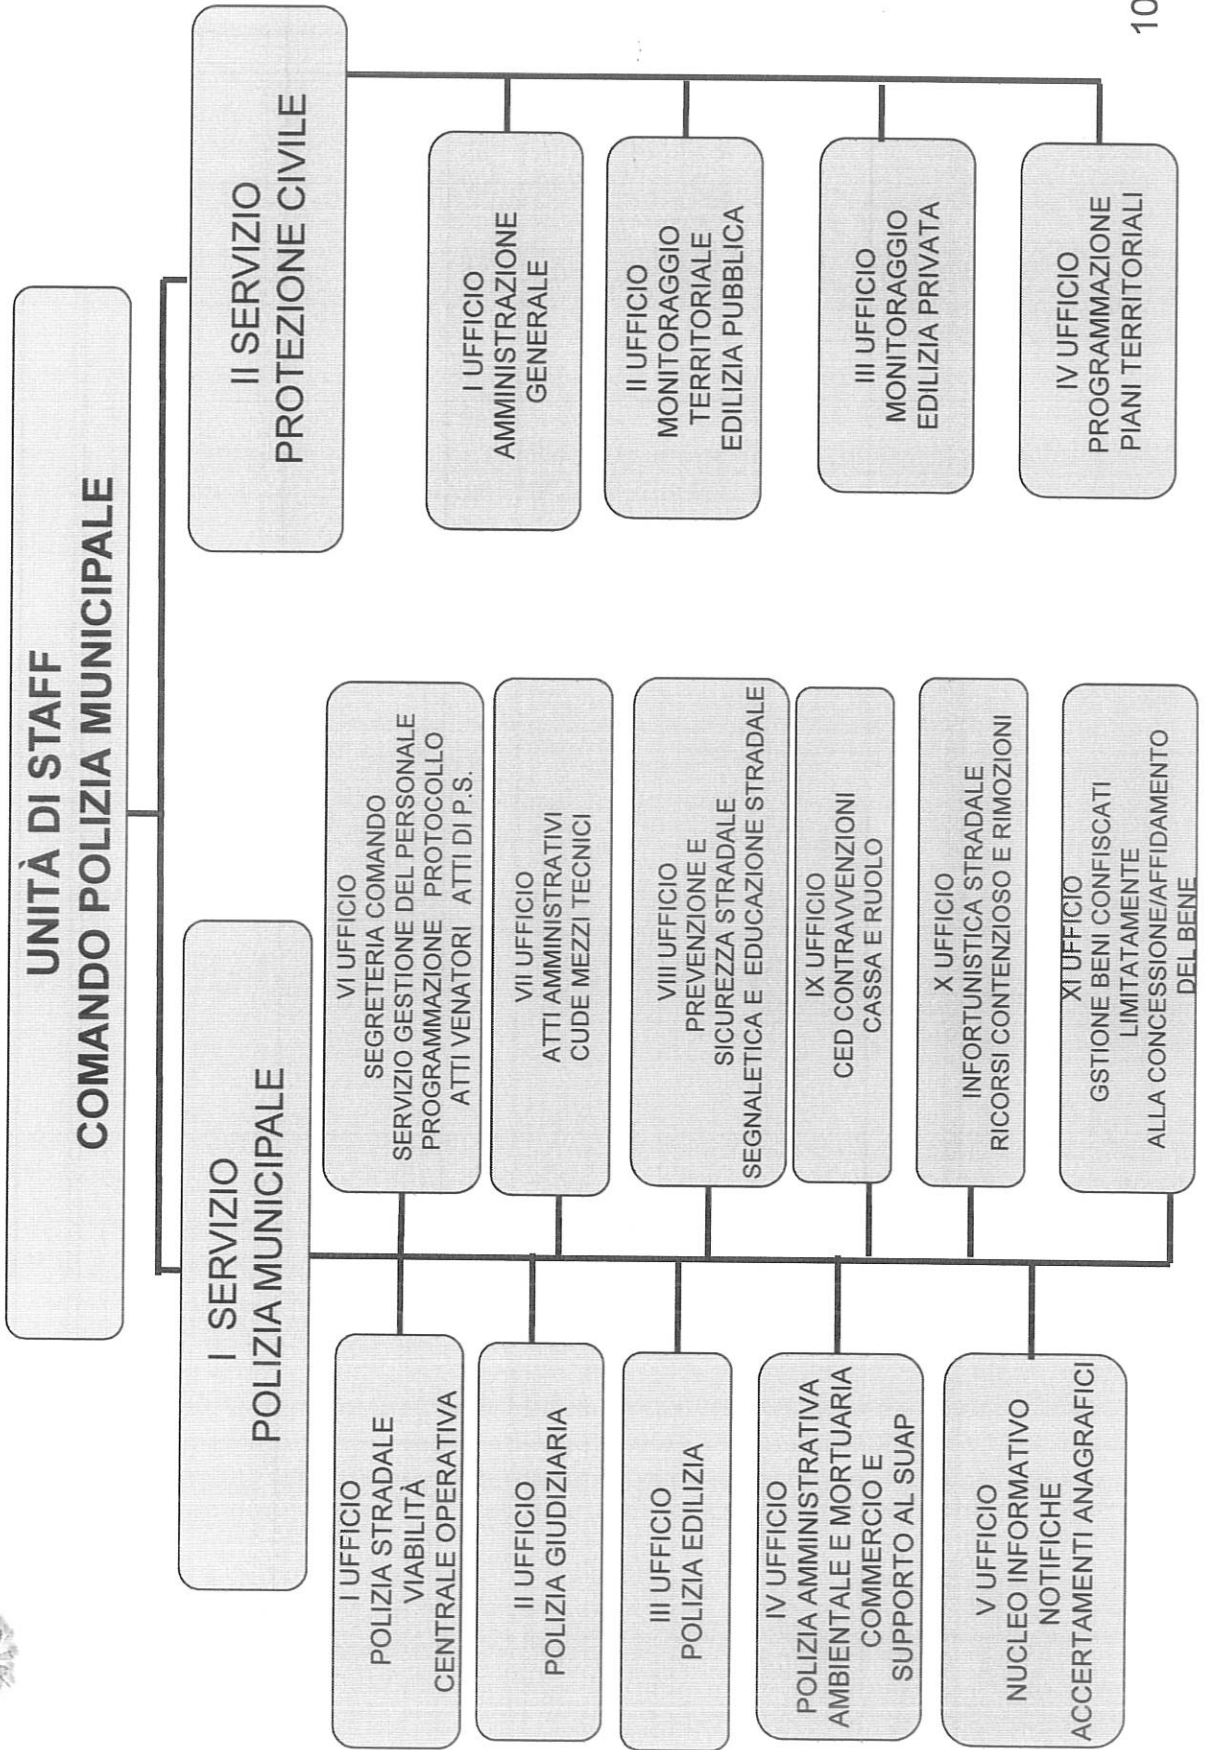 UNITÀ DI STAFF
COMANDO POLIZIA MUNICIPALE
I SERVIZIO
POLIZIA MUNICIPALE
I UFFICIO
POLIZIA STRADALE
VIABILITÀ
CENTRALE OPERATIVA
II UFFICIO
POLIZIA GIUDIZIARIA
III UFFICIO
POLIZIA EDILIZIA
IV UFFICIO
POLIZIA AMMINISTRATIVA
AMBIENTALE E MORTUARIA
COMMERCIO E
SUPPORTO AL SUAP
V UFFICIO
NUCLEO INFORMATIVO
NOTIFICHE
ACCERTAMENTI ANAGRAFICI
VI UFFICIO
SEGRETERIA COMANDO
SERVIZIO GESTIONE DEL PERSONALE
PROGRAMMAZIONE PROTOCOLLO
ATTI VENATORI ATTI DI P.S.
VII UFFICIO
ATTI AMMINISTRATIVI
CUDE MEZZI TECNICI
VIII UFFICIO
PREVENZIONE E
SICUREZZA STRADALE
SEGNALETICA E EDUCAZIONE STRADALE
IX UFFICIO
CED CONTRAVVENZIONI
CASSA E RUOLO
X UFFICIO
INFORTUNISTICA STRADALE
RICORSI CONTENZIOSO E RIMOZIONI
XI UFFICIO
GSTIONE BENI CONFISCATI
LIMITATAMENTE
ALLA CONCESSIONE/AFFIDAMENTO
DEL BENE
II SERVIZIO
PROTEZIONE CIVILE
I UFFICIO
AMMINISTRAZIONE
GENERALE
II UFFICIO
MONITORAGGIO
TERRITORIALE
EDILIZIA PUBBLICA
III UFFICIO
MONITORAGGIO
EDILIZIA PRIVATA
IV UFFICIO
PROGRAMMAZIONE
PIANI TERRITORIALI
10